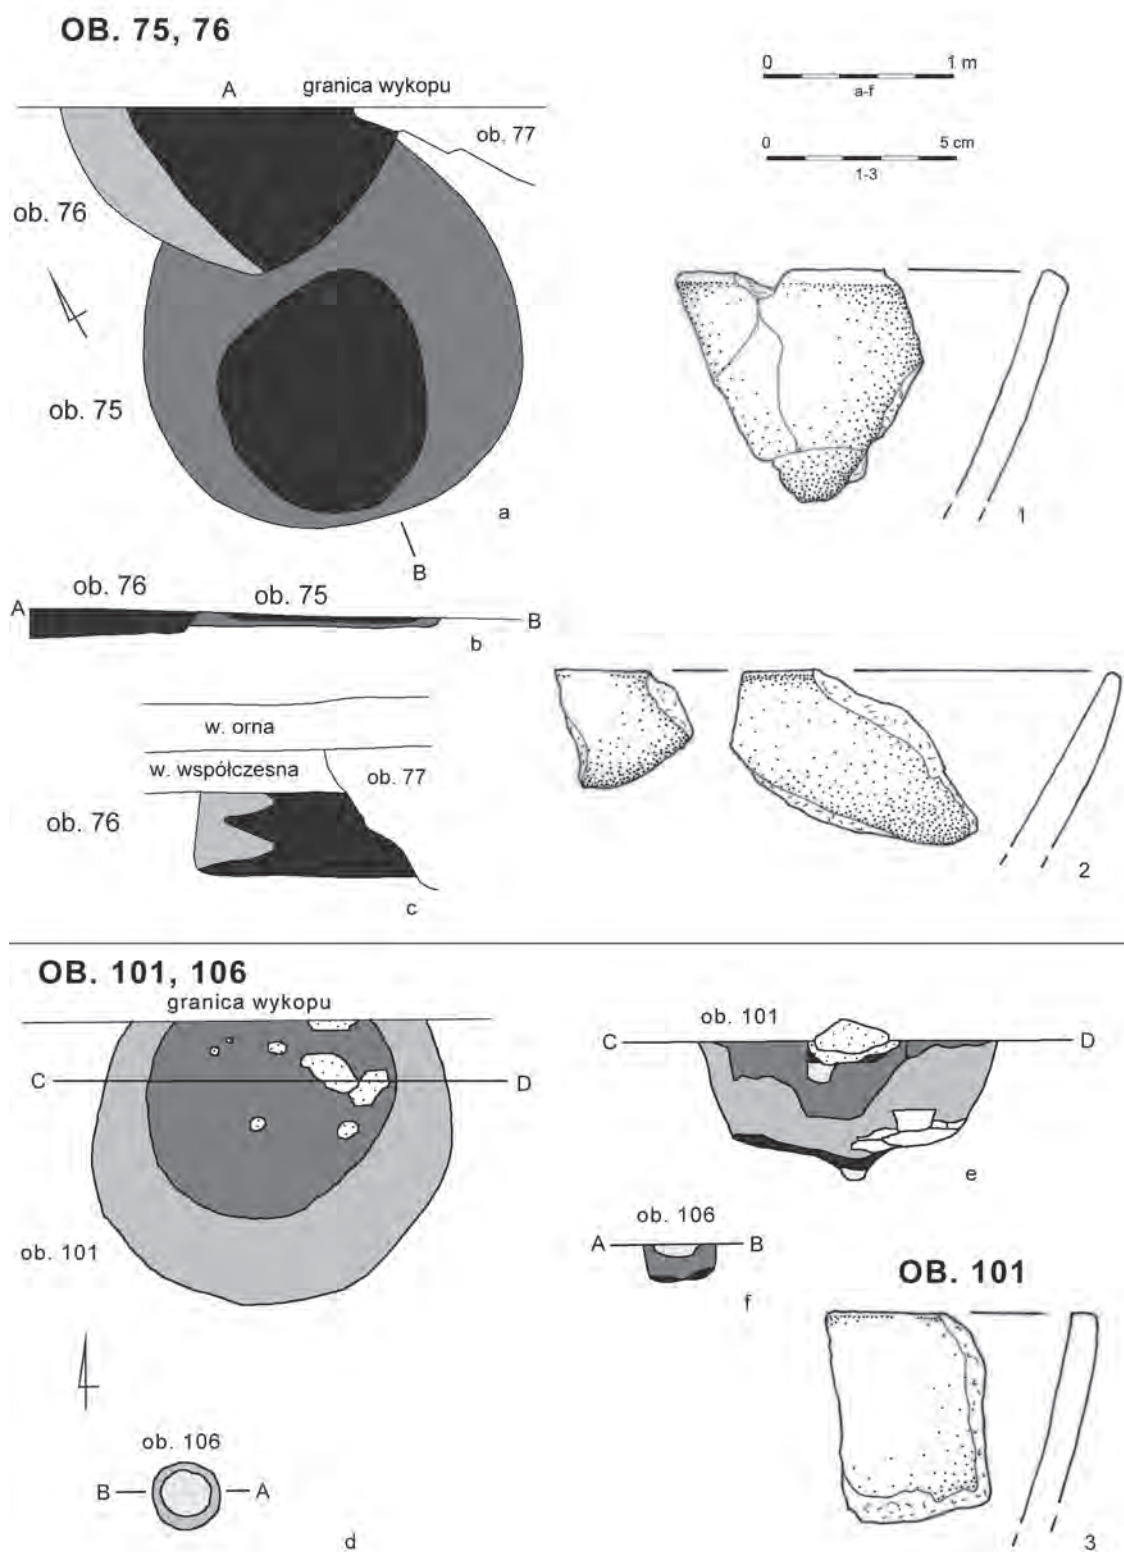 OB. 75, 76
A granica wykopu
ob. 77
ob. 76
ob. 75
a
B
0 1 m
a-f
0 5 cm
1-3
1
ob. 76 ob. 75
A B
b
w. orna
w. współczesna
ob. 77
ob. 76
c
2
OB. 101, 106
granica wykopu
C D
ob. 101
ob. 106
B A
d
ob. 101
C D
e
ob. 106
A B
f
OB. 101
3